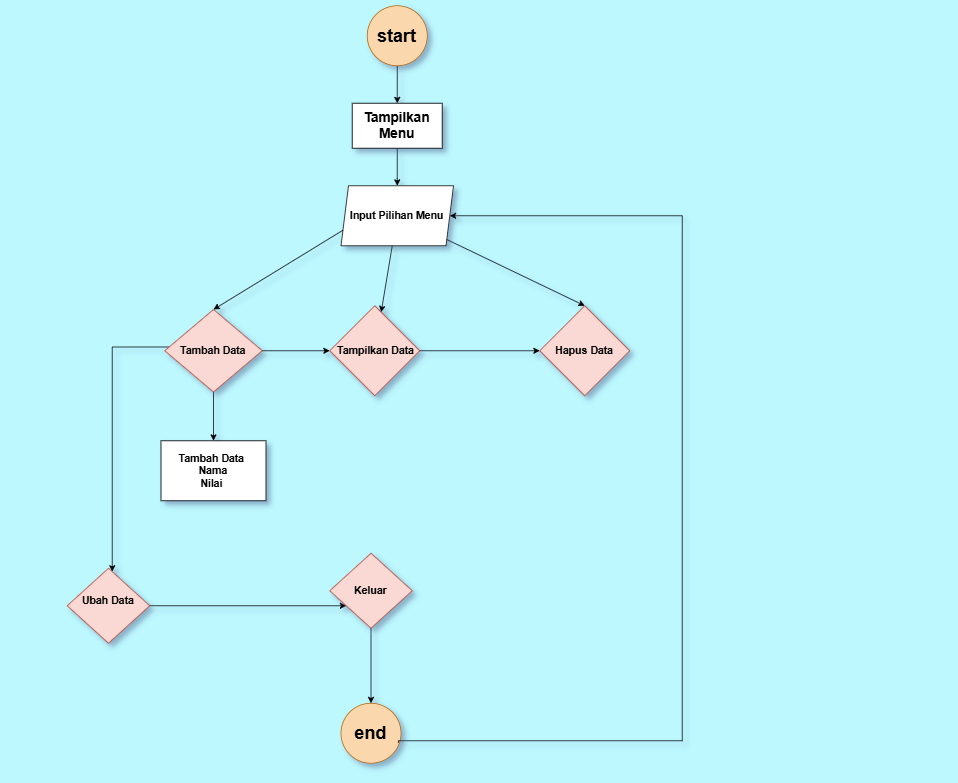 start
Tampilkan
Menu
Input Pilihan Menu
Tambah Data
Tampilkan Data
Hapus Data
Tambah Data
Nama
Nilai
Ubah Data
Keluar
end